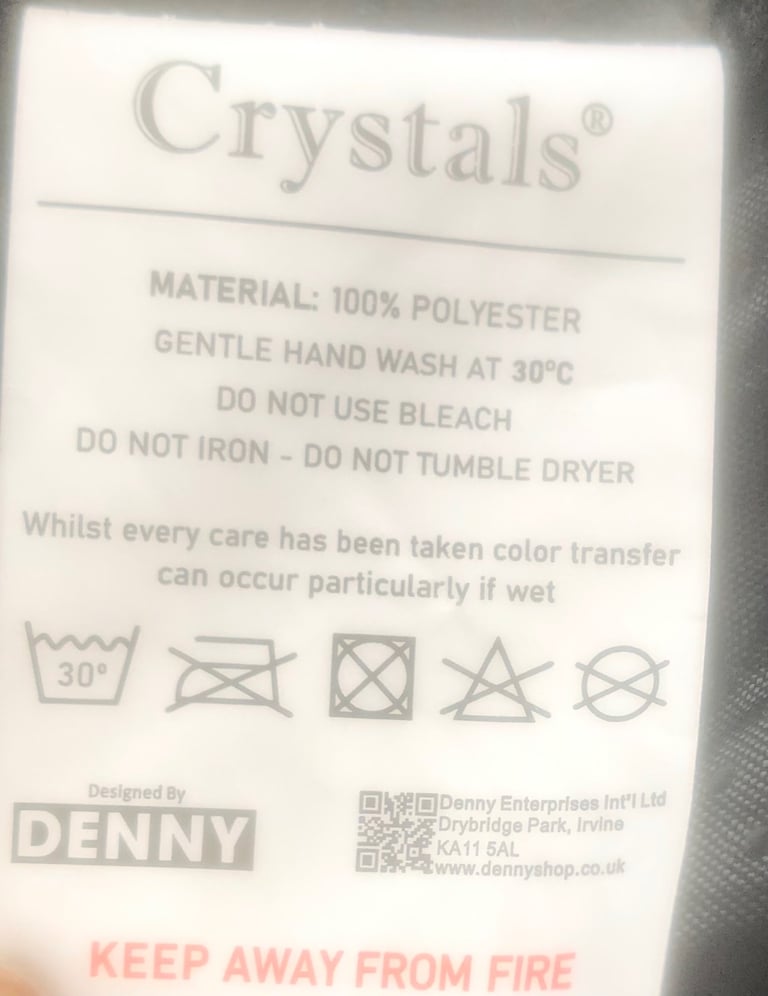 Crystals®
MATERIAL: 100% POLYESTER
GENTLE HAND WASH AT 30ºC
DO NOT USE BLEACH
DO NOT IRON - DO NOT TUMBLE DRYER
Whilst every care has been taken color transfer
can occur particularly if wet
30º
Designed By
DENNY
Denny Enterprises Int'l Ltd
Drybridge Park, Irvine
KA11 5AL
www.dennyshop.co.uk
KEEP AWAY FROM FIRE